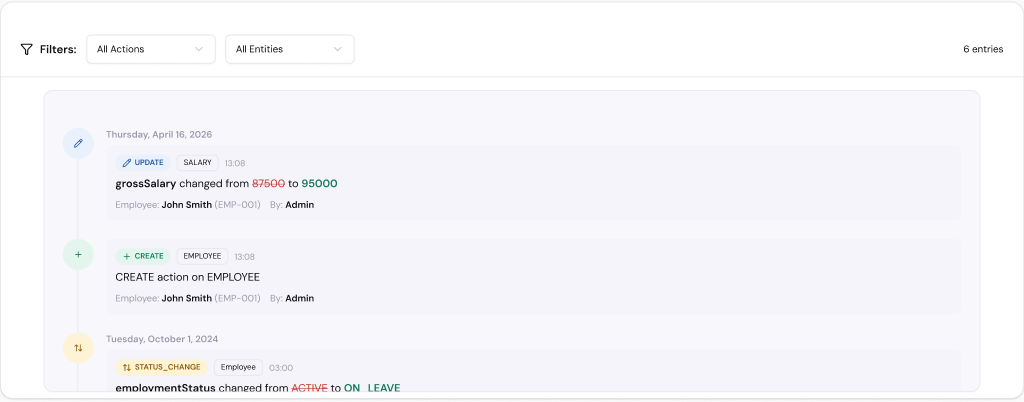 Filters: All Actions All Entities 6 entries
Thursday, April 16, 2026
UPDATE SALARY 13:08
grossSalary changed from 87500 to 95000
Employee: John Smith (EMP-001) By: Admin
CREATE EMPLOYEE 13:08
CREATE action on EMPLOYEE
Employee: John Smith (EMP-001) By: Admin
Tuesday, October 1, 2024
STATUS_CHANGE Employee 03:00
employmentStatus changed from ACTIVE to ON_LEAVE